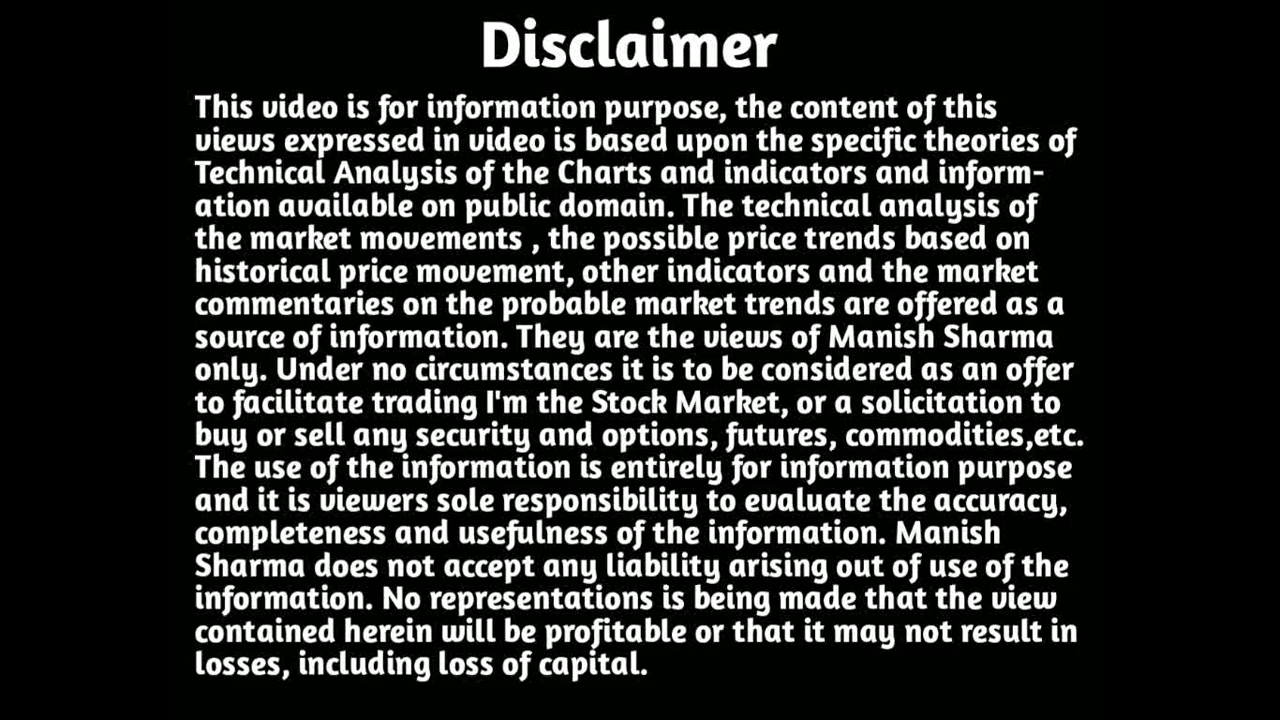 Disclaimer
This video is for information purpose, the content of this
views expressed in video is based upon the specific theories of
Technical Analysis of the Charts and indicators and inform-
ation available on public domain. The technical analysis of
the market movements , the possible price trends based on
historical price movement, other indicators and the market
commentaries on the probable market trends are offered as a
source of information. They are the views of Manish Sharma
only. Under no circumstances it is to be considered as an offer
to facilitate trading I'm the Stock Market, or a solicitation to
buy or sell any security and options, futures, commodities,etc.
The use of the information is entirely for information purpose
and it is viewers sole responsibility to evaluate the accuracy,
completeness and usefulness of the information. Manish
Sharma does not accept any liability arising out of use of the
information. No representations is being made that the view
contained herein will be profitable or that it may not result in
losses, including loss of capital.